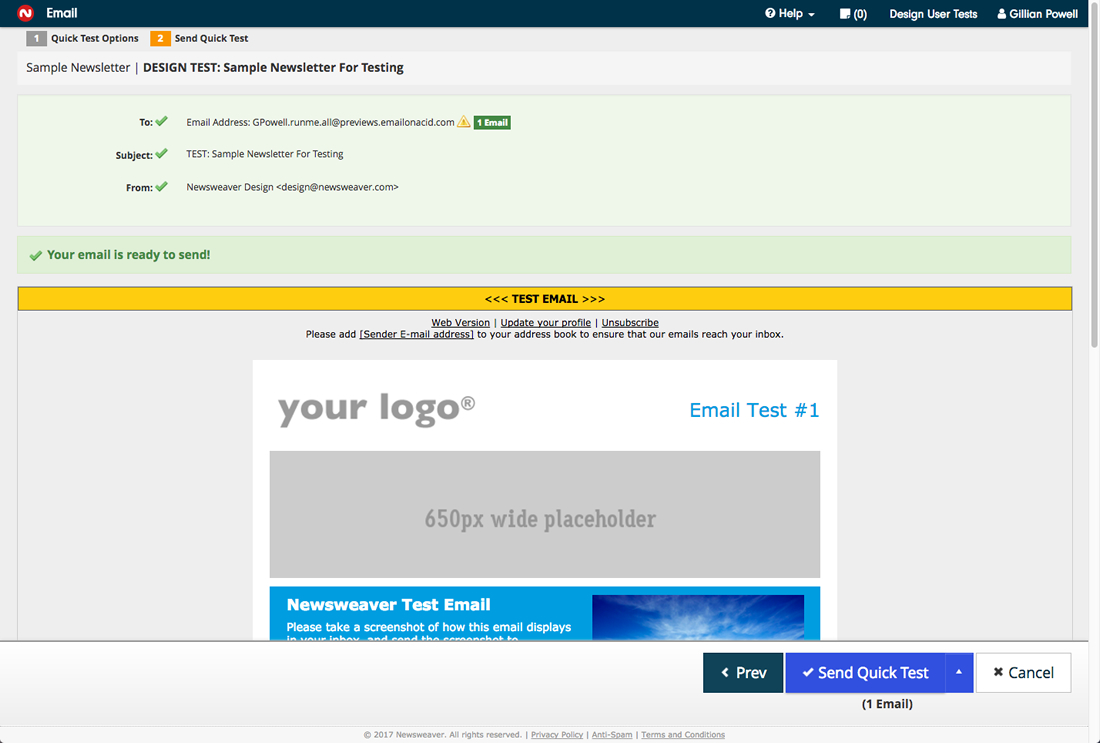 Email
Help
(0)
Design User Tests
Gillian Powell
1 Quick Test Options 2 Send Quick Test
Sample Newsletter | DESIGN TEST: Sample Newsletter For Testing
To: Email Address: GPowell.runme.all@previews.emailonacid.com 1 Email
Subject: TEST: Sample Newsletter For Testing
From: Newsweaver Design <design@newsweaver.com>
Your email is ready to send!
<<< TEST EMAIL >>>
Web Version | Update your profile | Unsubscribe
Please add [Sender E-mail address] to your address book to ensure that our emails reach your inbox.
your logo®
Email Test #1
650px wide placeholder
Newsweaver Test Email
Please take a screenshot of how this email displays
in your inbox, and send the screenshot to
Prev
Send Quick Test
Cancel
(1 Email)
© 2017 Newsweaver. All rights reserved. | Privacy Policy | Anti-Spam | Terms and Conditions